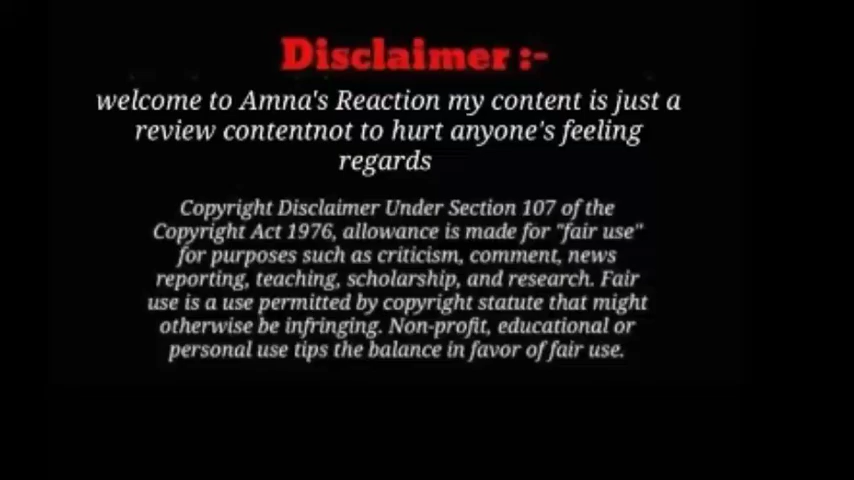 Disclaimer :-
welcome to Amna's Reaction my content is just a
review contentnot to hurt anyone's feeling
regards
Copyright Disclaimer Under Section 107 of the
Copyright Act 1976, allowance is made for "fair use"
for purposes such as criticism, comment, news
reporting, teaching, scholarship, and research. Fair
use is a use permitted by copyright statute that might
otherwise be infringing. Non-profit, educational or
personal use tips the balance in favor of fair use.